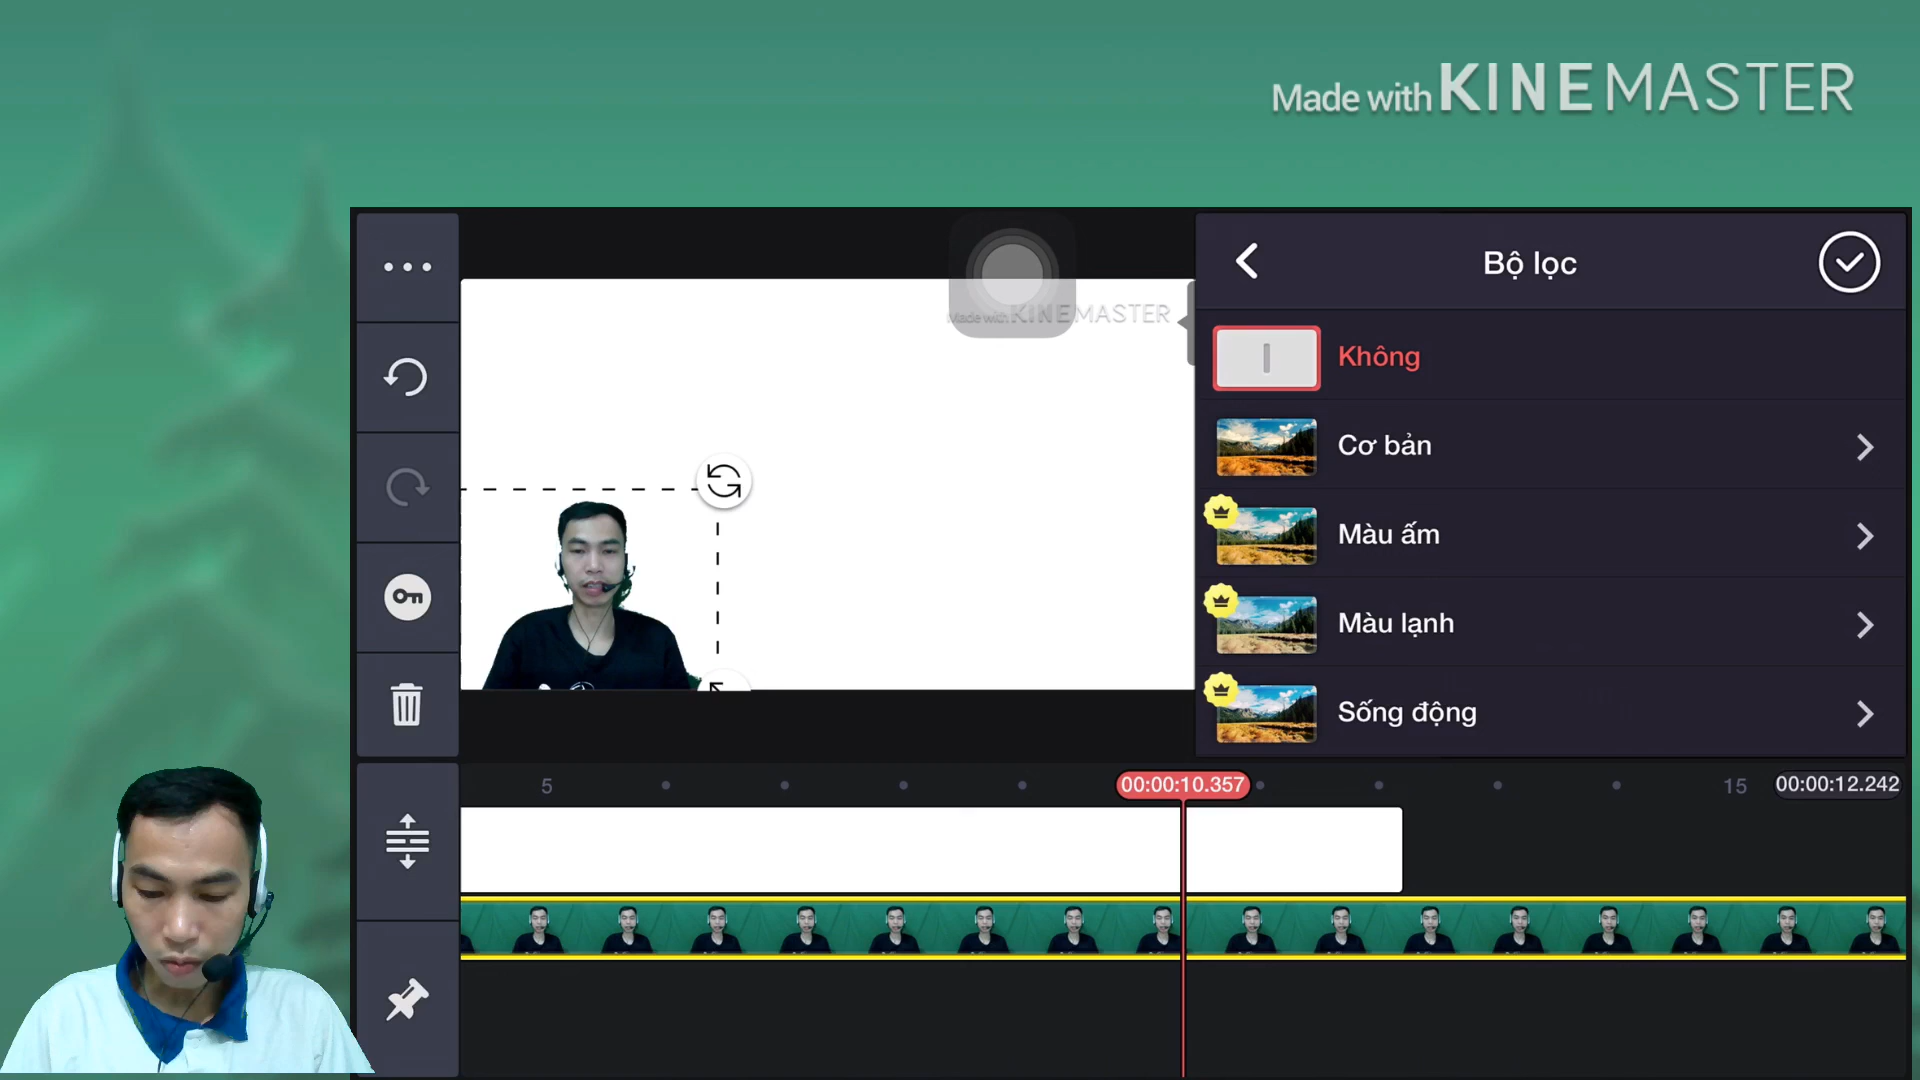 Made with KINEMASTER
Bộ lọc
Made with KINEMASTER
Không
Cơ bản
Màu ấm
Màu lạnh
Sống động
5
00:00:10.357
15
00:00:12.242